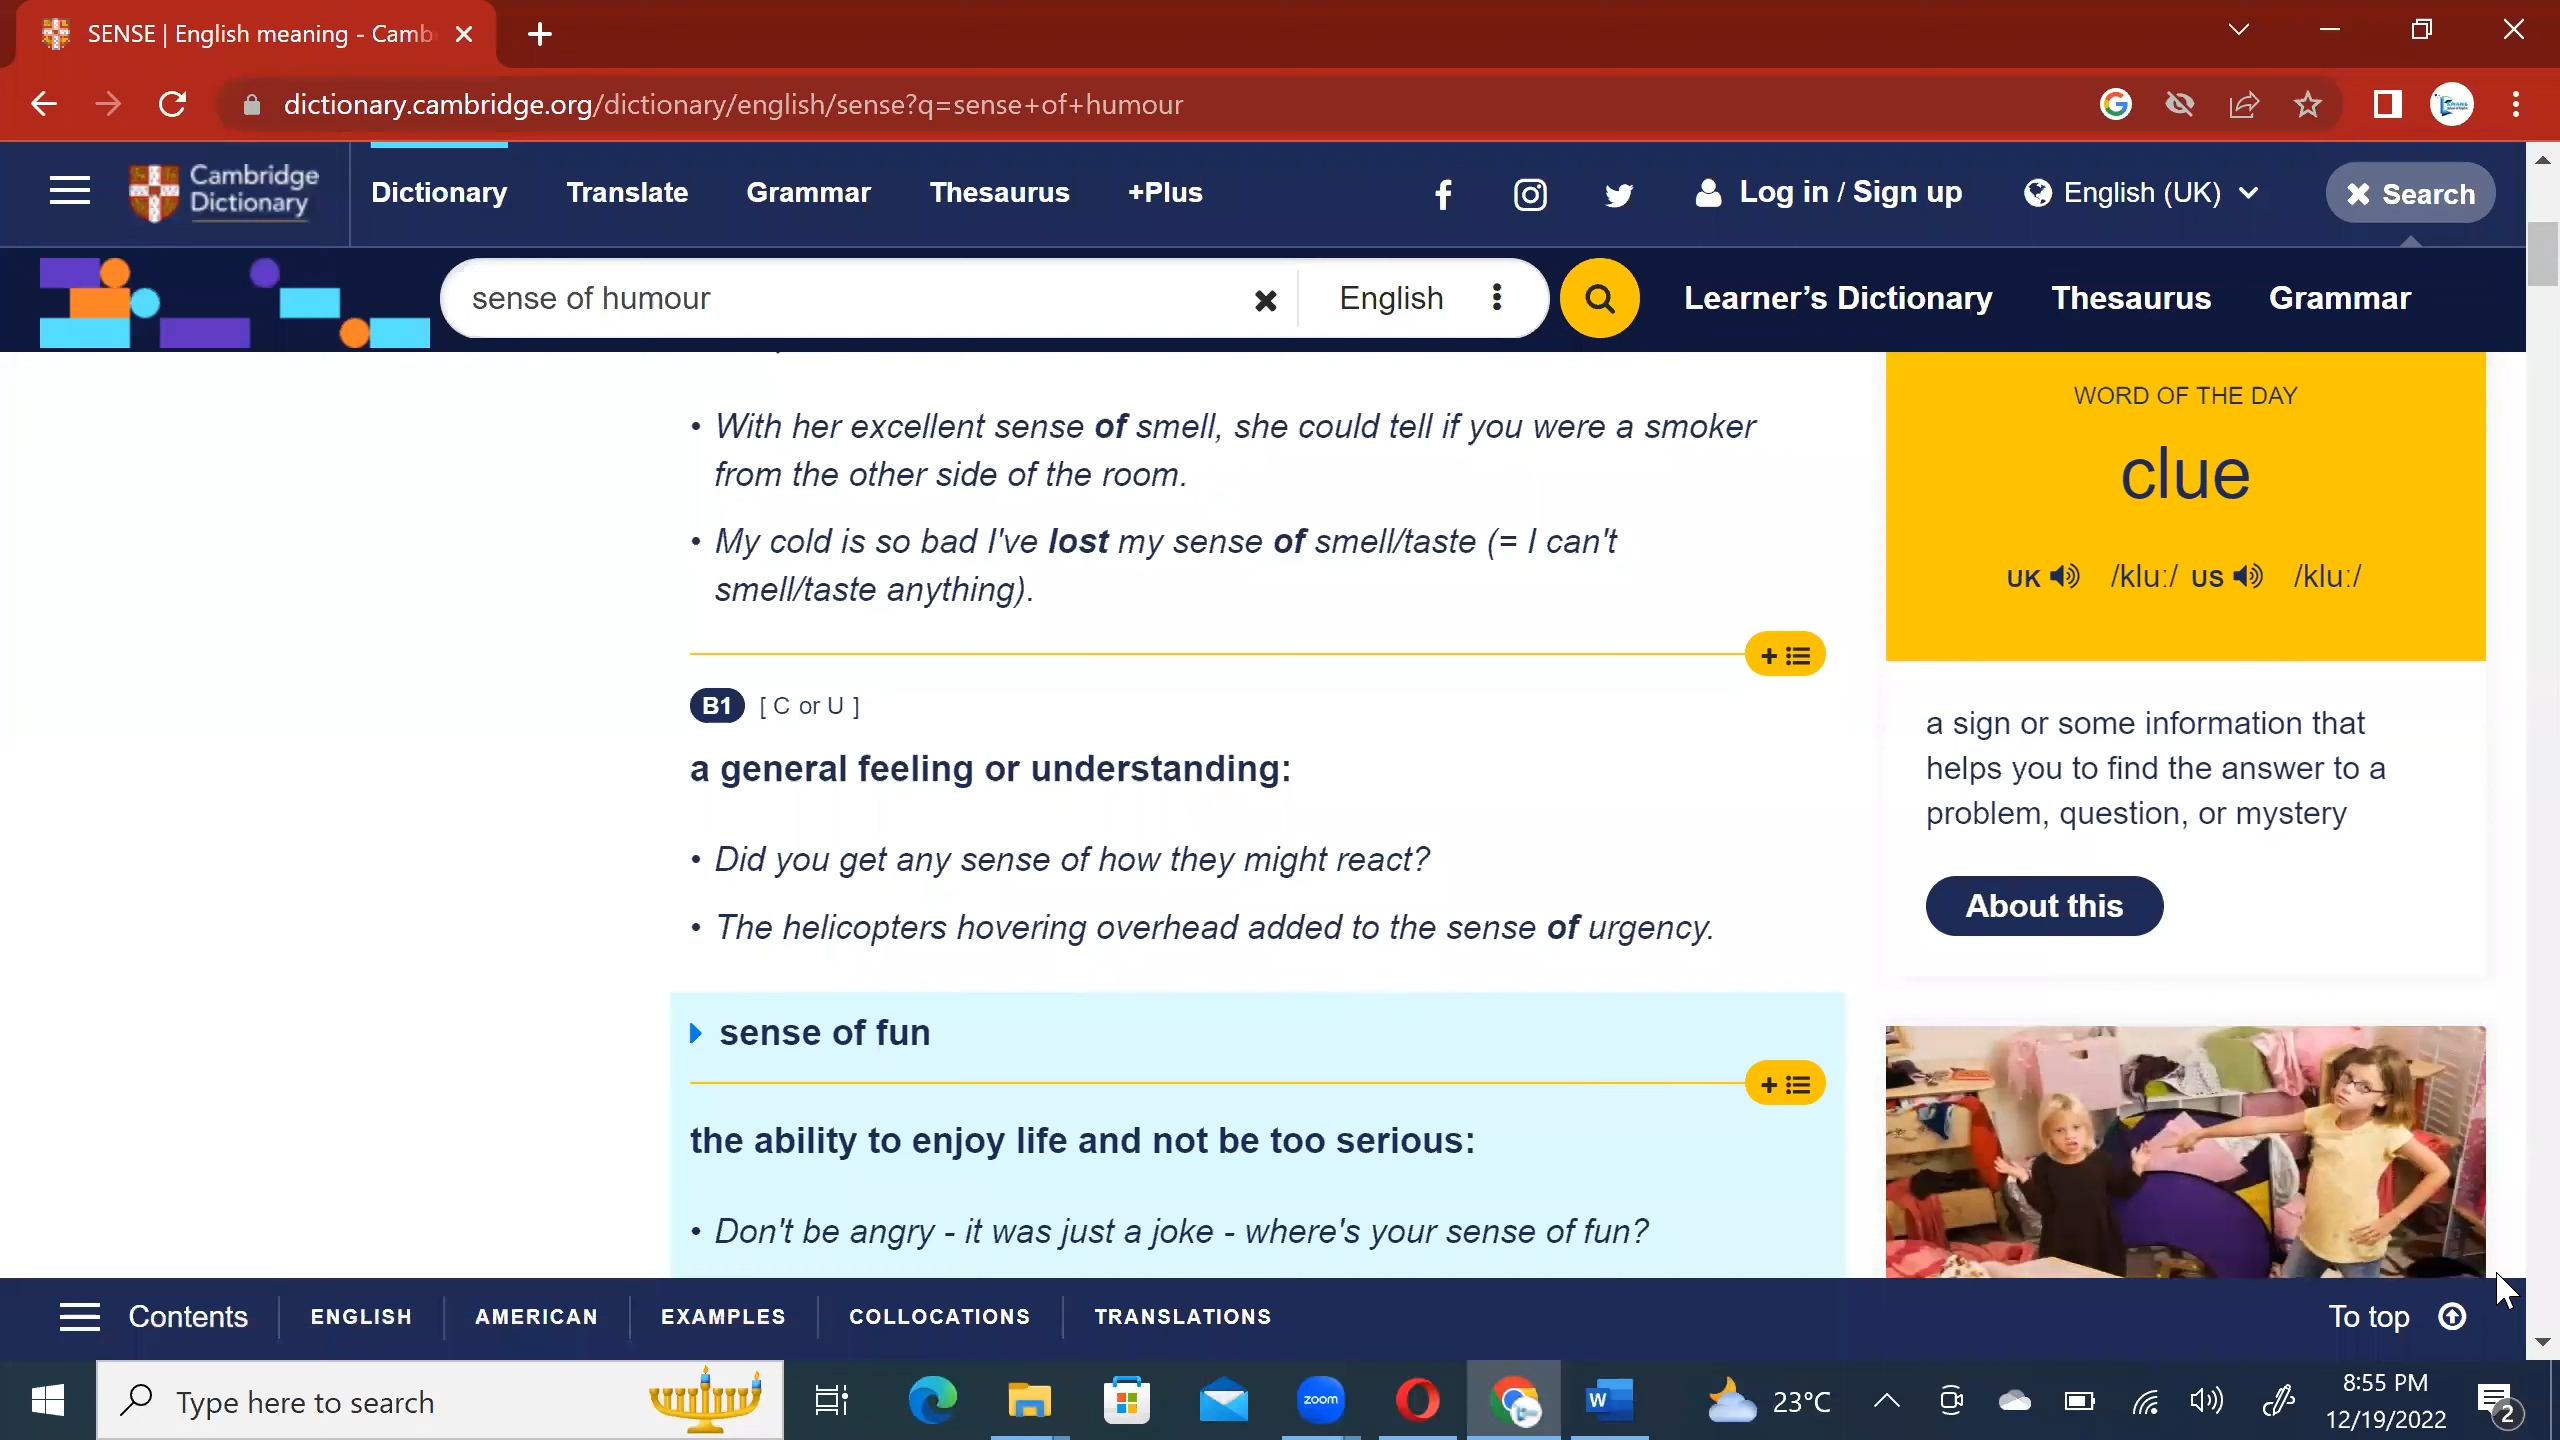 SENSE | English meaning - Camb
dictionary.cambridge.org/dictionary/english/sense?q=sense+of+humour
Cambridge
Dictionary
Dictionary Translate Grammar Thesaurus +Plus
Log in / Sign up
English (UK)
Search
sense of humour
English
Learner's Dictionary Thesaurus Grammar
• With her excellent sense of smell, she could tell if you were a smoker
from the other side of the room.
• My cold is so bad I've lost my sense of smell/taste (= I can't
smell/taste anything).
B1 [ C or U ]
a general feeling or understanding:
• Did you get any sense of how they might react?
• The helicopters hovering overhead added to the sense of urgency.
sense of fun
the ability to enjoy life and not be too serious:
• Don't be angry - it was just a joke - where's your sense of fun?
WORD OF THE DAY
clue
UK /kluː/ US /kluː/
a sign or some information that
helps you to find the answer to a
problem, question, or mystery
About this
Contents ENGLISH AMERICAN EXAMPLES COLLOCATIONS TRANSLATIONS
To top
Type here to search
zoom
W
23°C
8:55 PM
12/19/2022
2